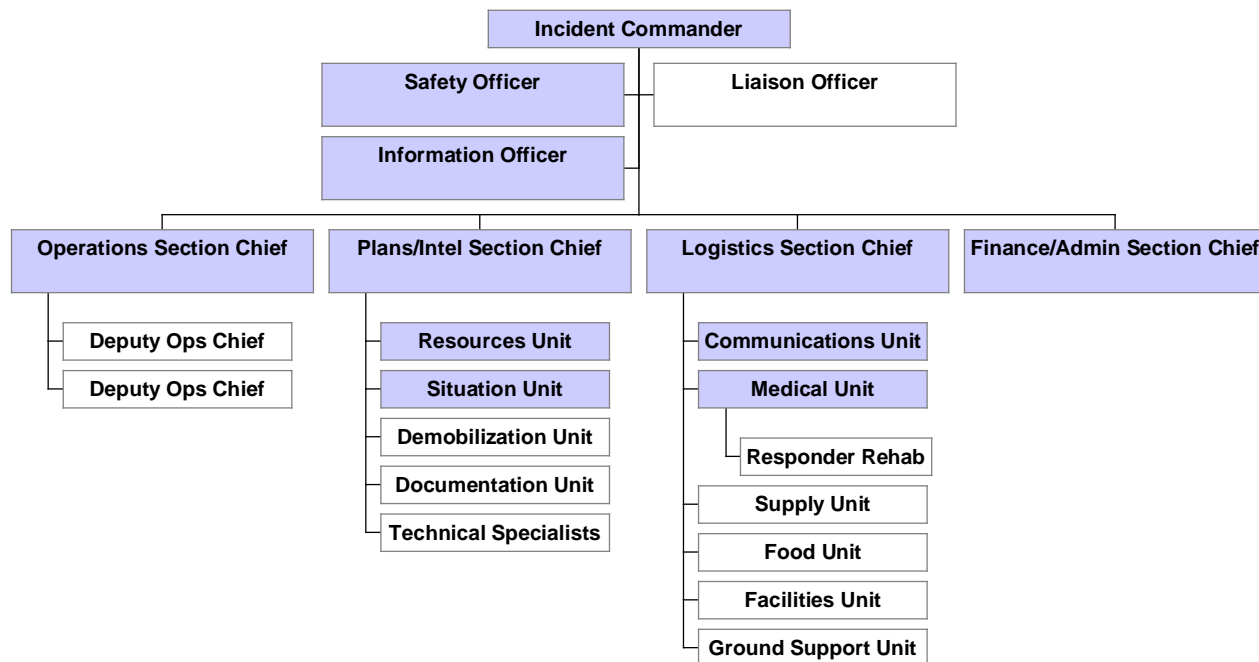 Incident Commander
Safety Officer
Liaison Officer
Information Officer
Operations Section Chief
Plans/Intel Section Chief
Logistics Section Chief
Finance/Admin Section Chief
Deputy Ops Chief
Deputy Ops Chief
Resources Unit
Situation Unit
Demobilization Unit
Documentation Unit
Technical Specialists
Communications Unit
Medical Unit
Responder Rehab
Supply Unit
Food Unit
Facilities Unit
Ground Support Unit